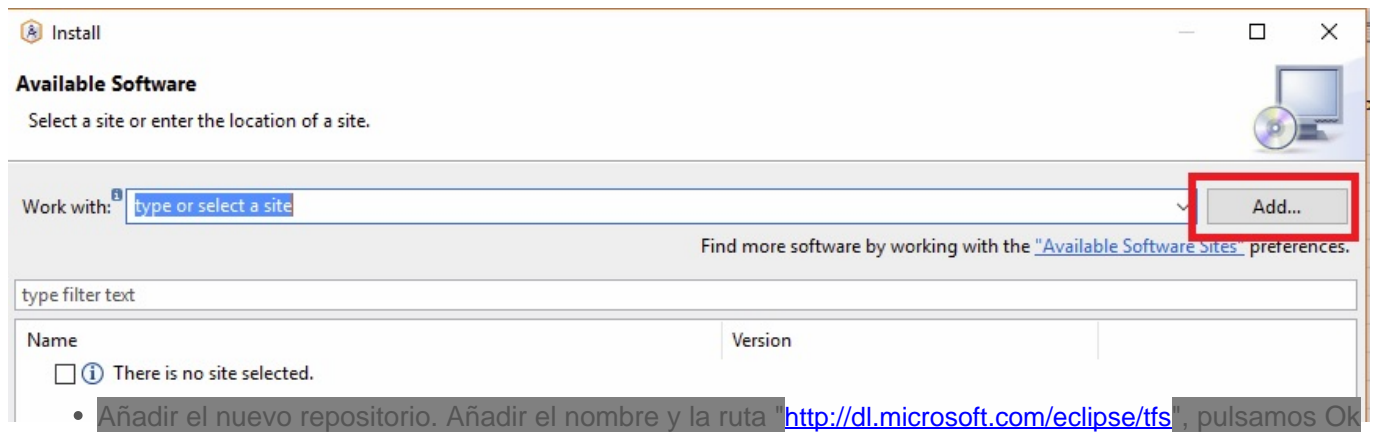 Install
Available Software
Select a site or enter the location of a site.
Work with: type or select a site Add...
Find more software by working with the "Available Software Sites" preferences.
type filter text
Name Version
There is no site selected.
• Añadir el nuevo repositorio. Añadir el nombre y la ruta "http://dl.microsoft.com/eclipse/tfs", pulsamos Ok